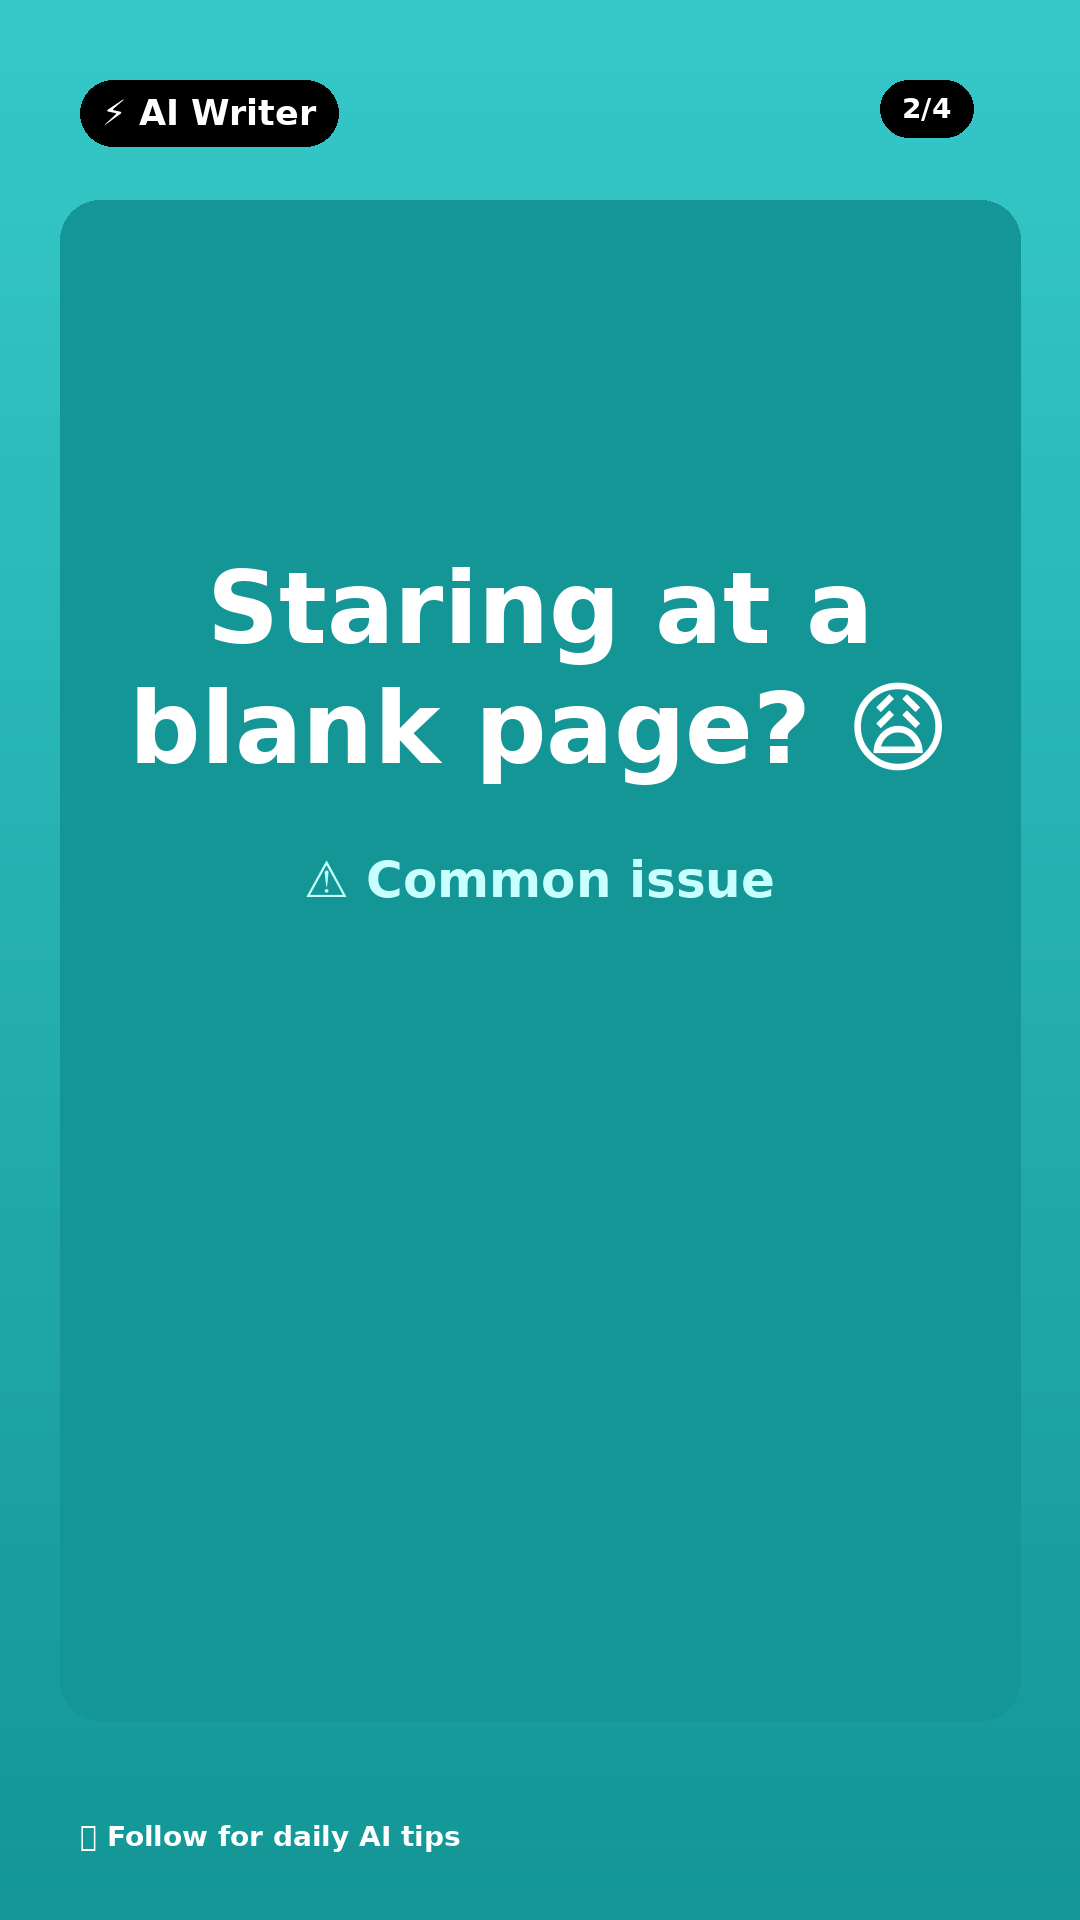 ⚡ AI Writer
2/4
Staring at a
blank page? 😩
⚠ Common issue
Follow for daily AI tips